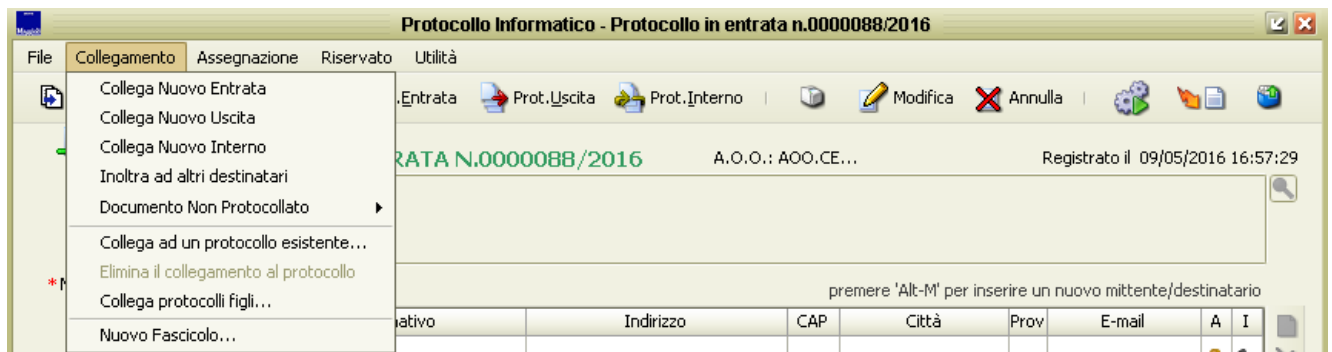 Protocollo Informatico - Protocollo in entrata n.0000088/2016
File Collegamento Assegnazione Riservato Utilità
Collega Nuovo Entrata
.Entrata Prot.Uscita Prot.Interno Modifica Annulla
Collega Nuovo Uscita
Collega Nuovo Interno
RATA N.0000088/2016 A.O.O.: AOO.CE... Registrato il 09/05/2016 16:57:29
Inoltra ad altri destinatari
Documento Non Protocollato
Collega ad un protocollo esistente...
Elimina il collegamento al protocollo
*M
premere 'Alt-M' per inserire un nuovo mittente/destinatario
Collega protocolli figli...
nativo Indirizzo CAP Città Prov E-mail A I
Nuovo Fascicolo...